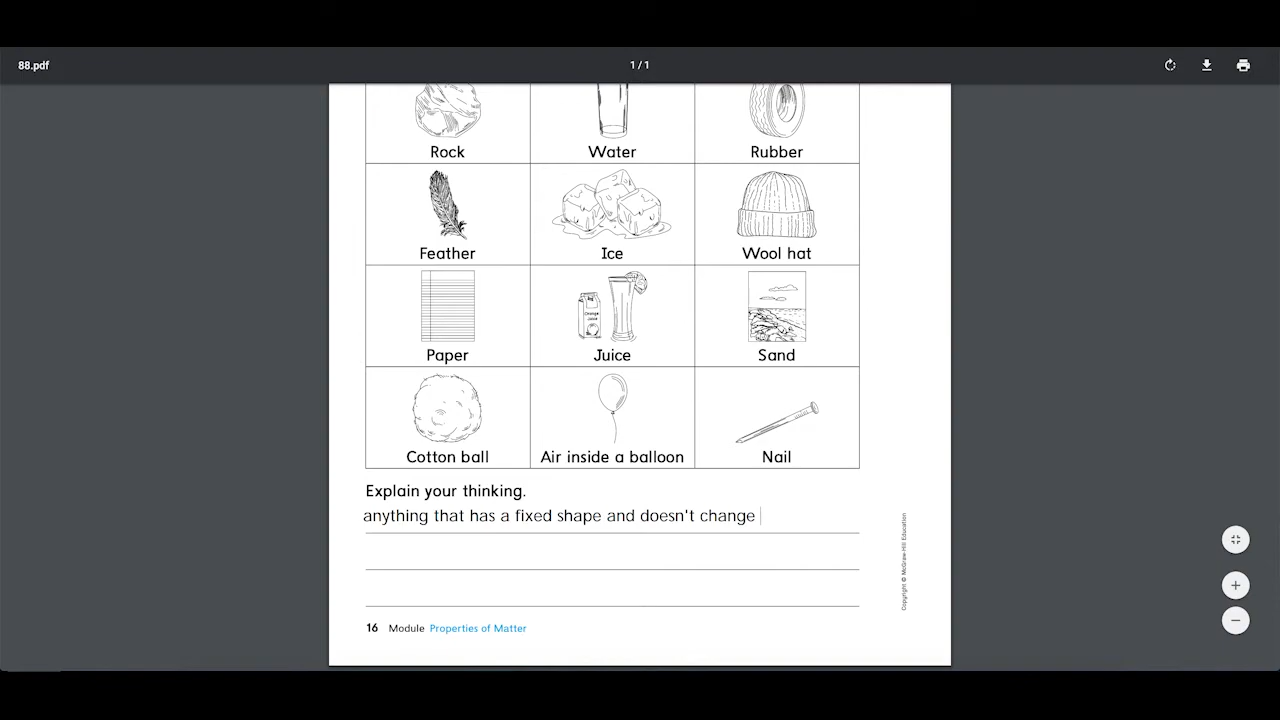 88.pdf
1 / 1
Rock
Water
Rubber
Feather
Ice
Wool hat
Orange
Juice
Paper
Juice
Sand
Cotton ball
Air inside a balloon
Nail
Explain your thinking.
anything that has a fixed shape and doesn't change
Copyright © McGraw-Hill Education
16 Module Properties of Matter